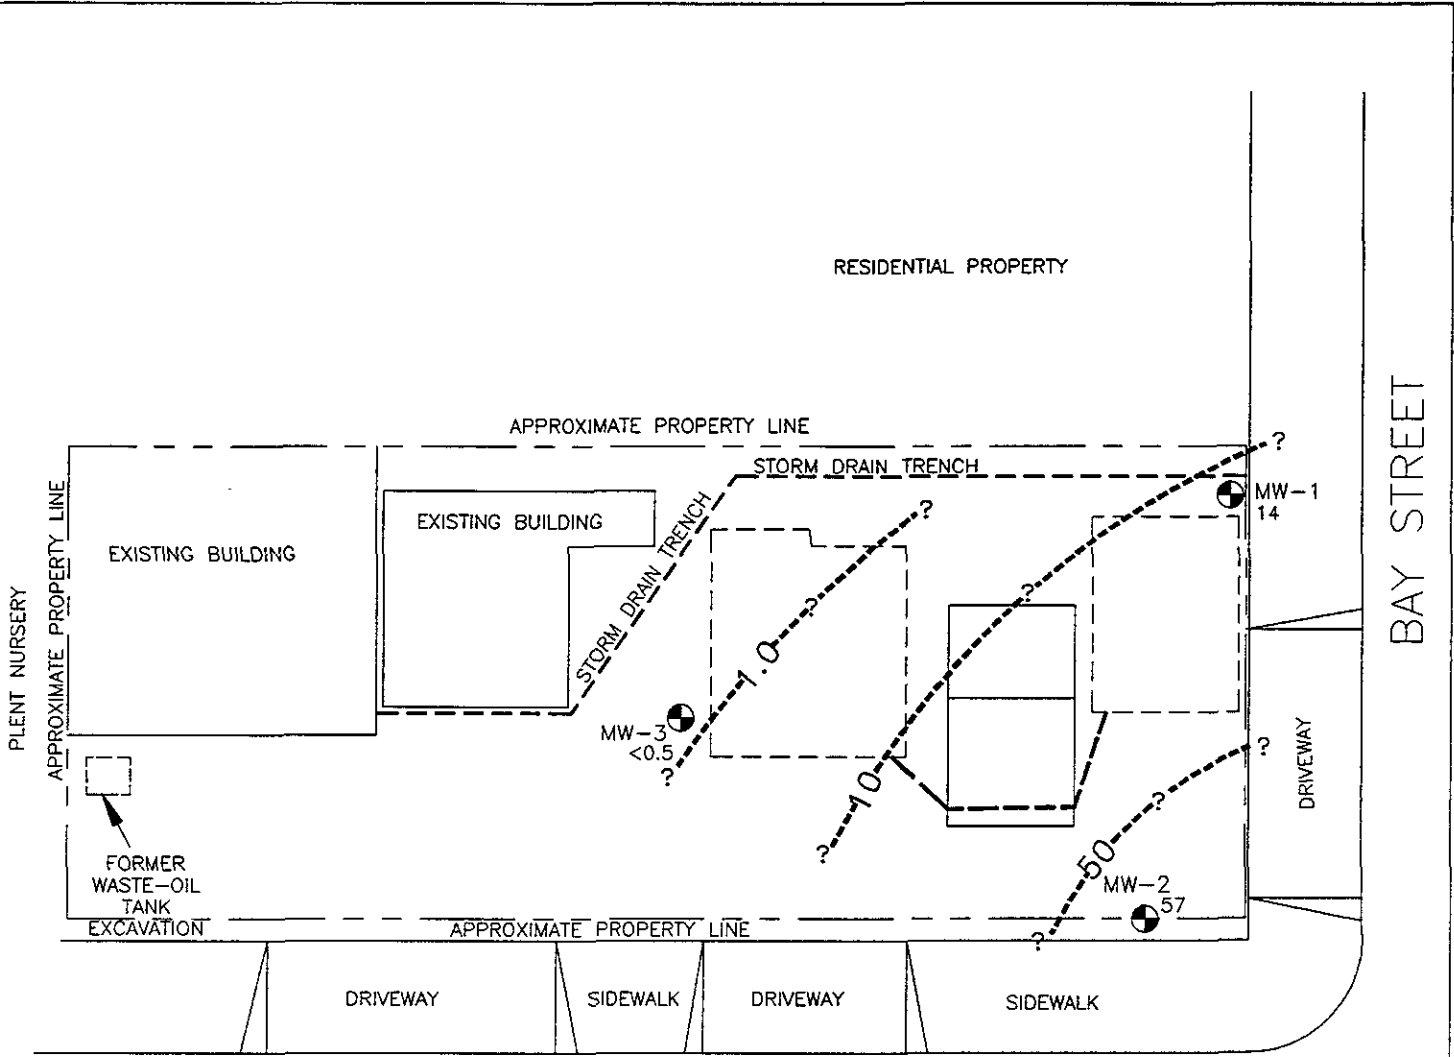 RESIDENTIAL PROPERTY
APPROXIMATE PROPERTY LINE
STORM DRAIN TRENCH
?
MW-1
14
BAY STREET
EXISTING BUILDING
EXISTING BUILDING
STORM DRAIN TRENCH
?
?
?
1.0
PLENT NURSERY
APPROXIMATE PROPERTY LINE
MW-3
<0.5
?
10
?
?
?
50
DRIVEWAY
MW-2
57
?
FORMER
WASTE-OIL
TANK
EXCAVATION
APPROXIMATE PROPERTY LINE
DRIVEWAY
SIDEWALK
DRIVEWAY
SIDEWALK